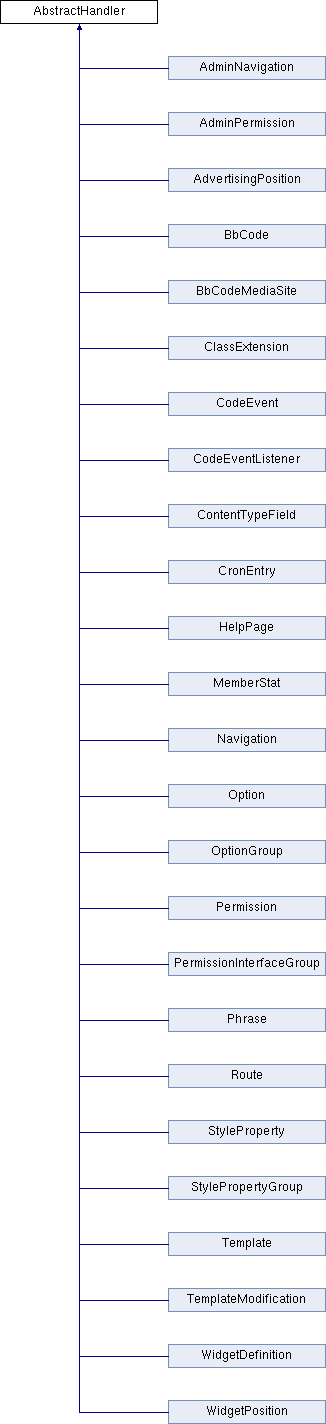 AbstractHandler
AdminNavigation
AdminPermission
AdvertisingPosition
BbCode
BbCodeMediaSite
ClassExtension
CodeEvent
CodeEventListener
ContentTypeField
CronEntry
HelpPage
MemberStat
Navigation
Option
OptionGroup
Permission
PermissionInterfaceGroup
Phrase
Route
StyleProperty
StylePropertyGroup
Template
TemplateModification
WidgetDefinition
WidgetPosition